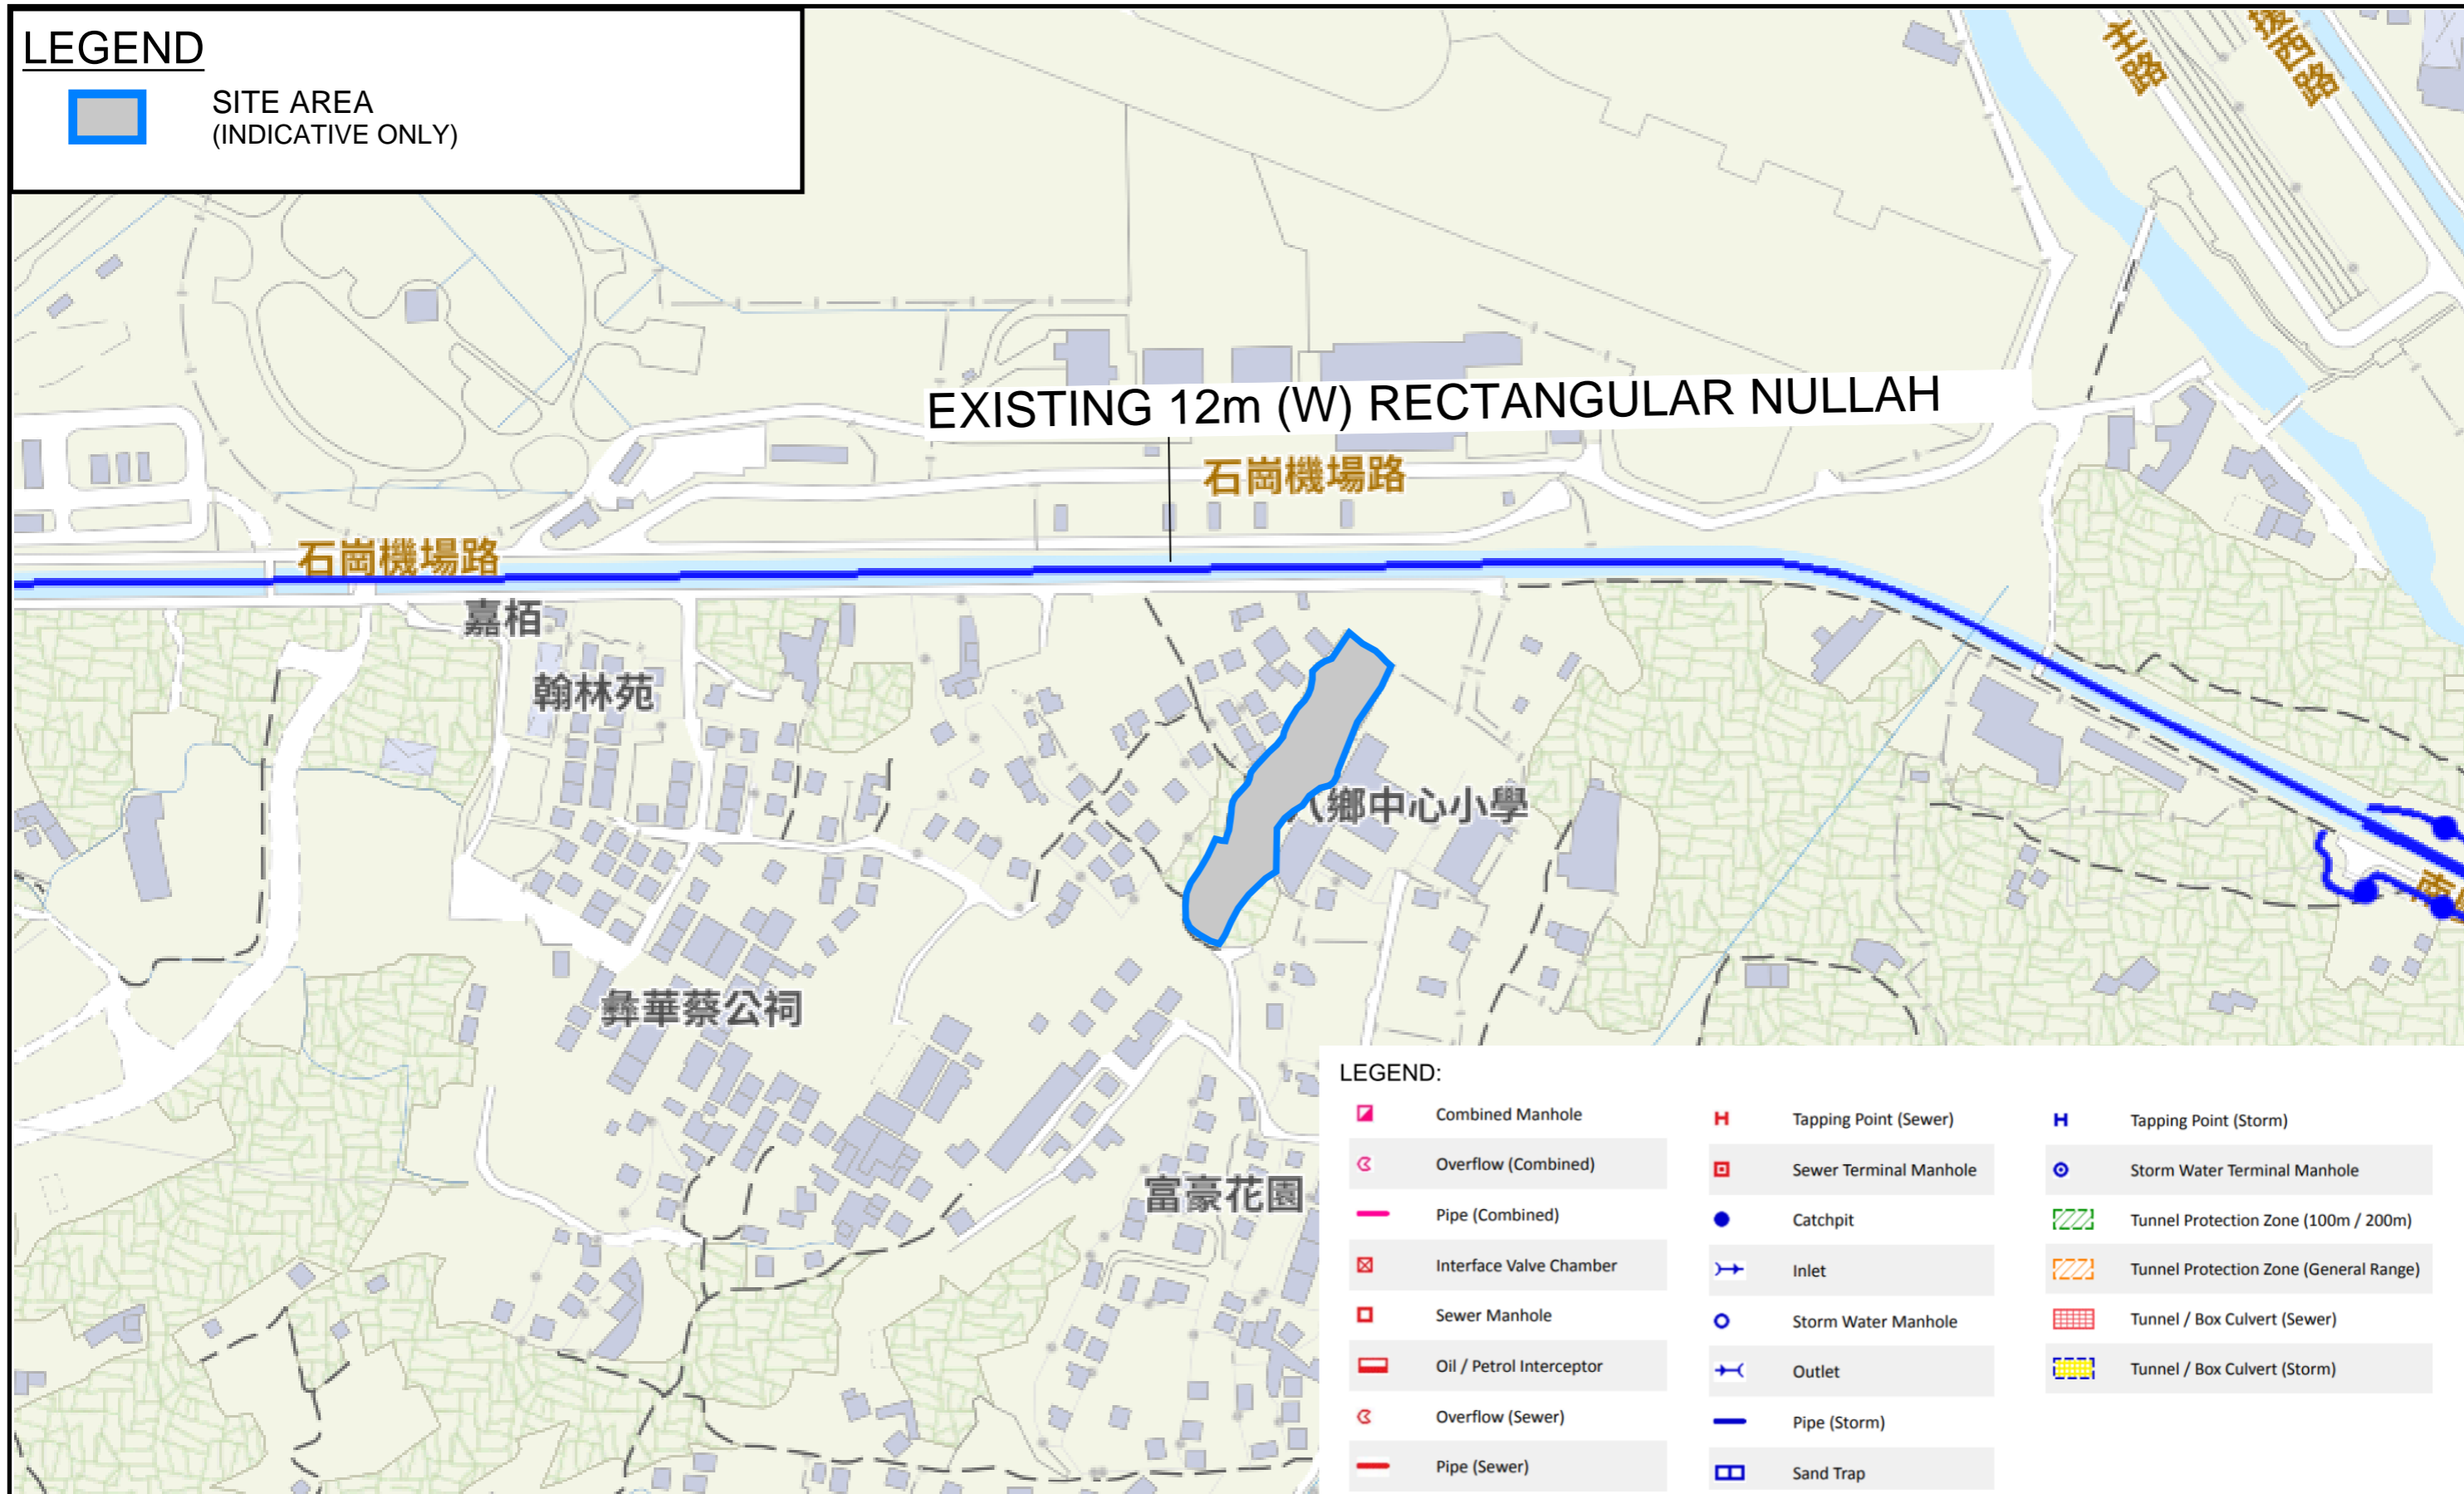 LEGEND
SITE AREA
(INDICATIVE ONLY)
主路
EXISTING 12m (W) RECTANGULAR NULLAH
石崗機場路
石崗機場路
嘉栢
翰林苑
八鄉中心小學
彝華蔡公祠
富豪花園
LEGEND:
Combined Manhole
Overflow (Combined)
Pipe (Combined)
Interface Valve Chamber
Sewer Manhole
Oil / Petrol Interceptor
Overflow (Sewer)
Pipe (Sewer)
Tapping Point (Sewer)
Sewer Terminal Manhole
Catchpit
Inlet
Storm Water Manhole
Outlet
Pipe (Storm)
Sand Trap
Tapping Point (Storm)
Storm Water Terminal Manhole
Tunnel Protection Zone (100m / 200m)
Tunnel Protection Zone (General Range)
Tunnel / Box Culvert (Sewer)
Tunnel / Box Culvert (Storm)